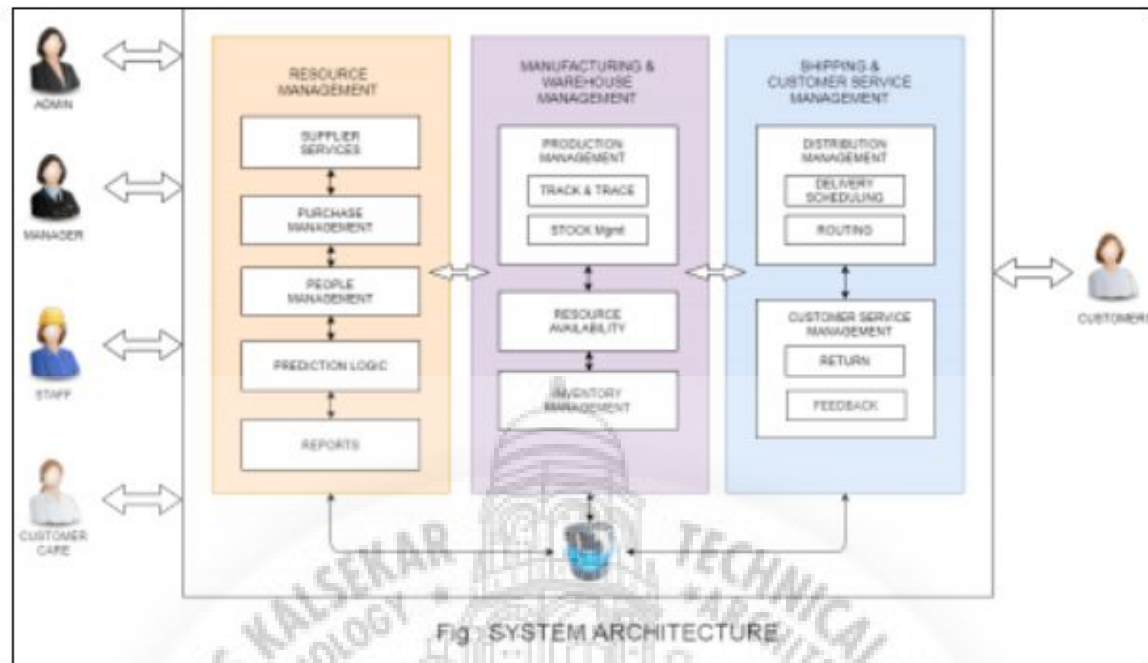 ADMIN
MANAGER
STAFF
CUSTOMER
CARE
RESOURCE
MANAGEMENT
SUPPLIER
SERVICES
PURCHASE
MANAGEMENT
PEOPLE
MANAGEMENT
PREDICTION LOGIC
REPORTS
MANUFACTURING &
WAREHOUSE
MANAGEMENT
PRODUCTION
MANAGEMENT
TRACK & TRACE
STOCK Mgmt
RESOURCE
AVAILABILITY
INVENTORY
MANAGEMENT
SHIPPING &
CUSTOMER SERVICE
MANAGEMENT
DISTRIBUTION
MANAGEMENT
DELIVERY
SCHEDULING
ROUTING
CUSTOMER SERVICE
MANAGEMENT
RETURN
FEEDBACK
CUSTOMERS
KALSEKAR
TECHNICAL
Fig : SYSTEM ARCHITECTURE